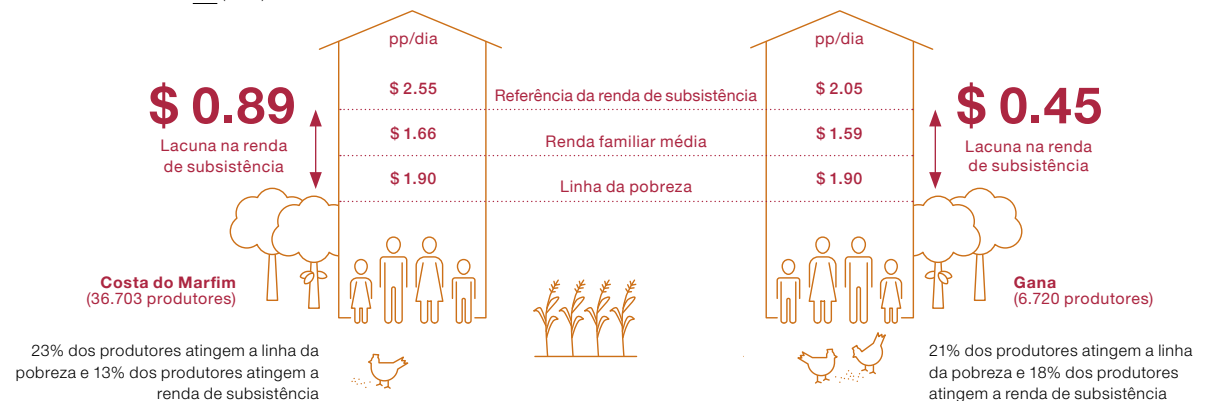 pp/dia
$ 2.55
$ 1.66
$ 1.90
$ 0.89
Lacuna na renda
de subsistência
Referência da renda de subsistência
Renda familiar média
Linha da pobreza
pp/dia
$ 2.05
$ 1.59
$ 1.90
$ 0.45
Lacuna na renda
de subsistência
Costa do Marfim
(36.703 produtores)
23% dos produtores atingem a linha da
pobreza e 13% dos produtores atingem a
renda de subsistência
Gana
(6.720 produtores)
21% dos produtores atingem a linha
da pobreza e 18% dos produtores
atingem a renda de subsistência